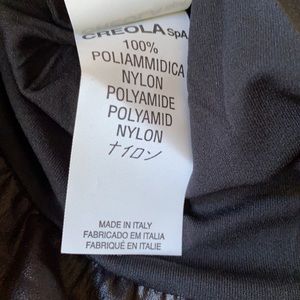 CREOLA SpA
100%
POLIAMMIDICA
NYLON
POLYAMIDE
POLYAMID
NYLON
ナイロン
MADE IN ITALY
FABRICADO EM ITALIA
FABRIQUÉ EN ITALIE